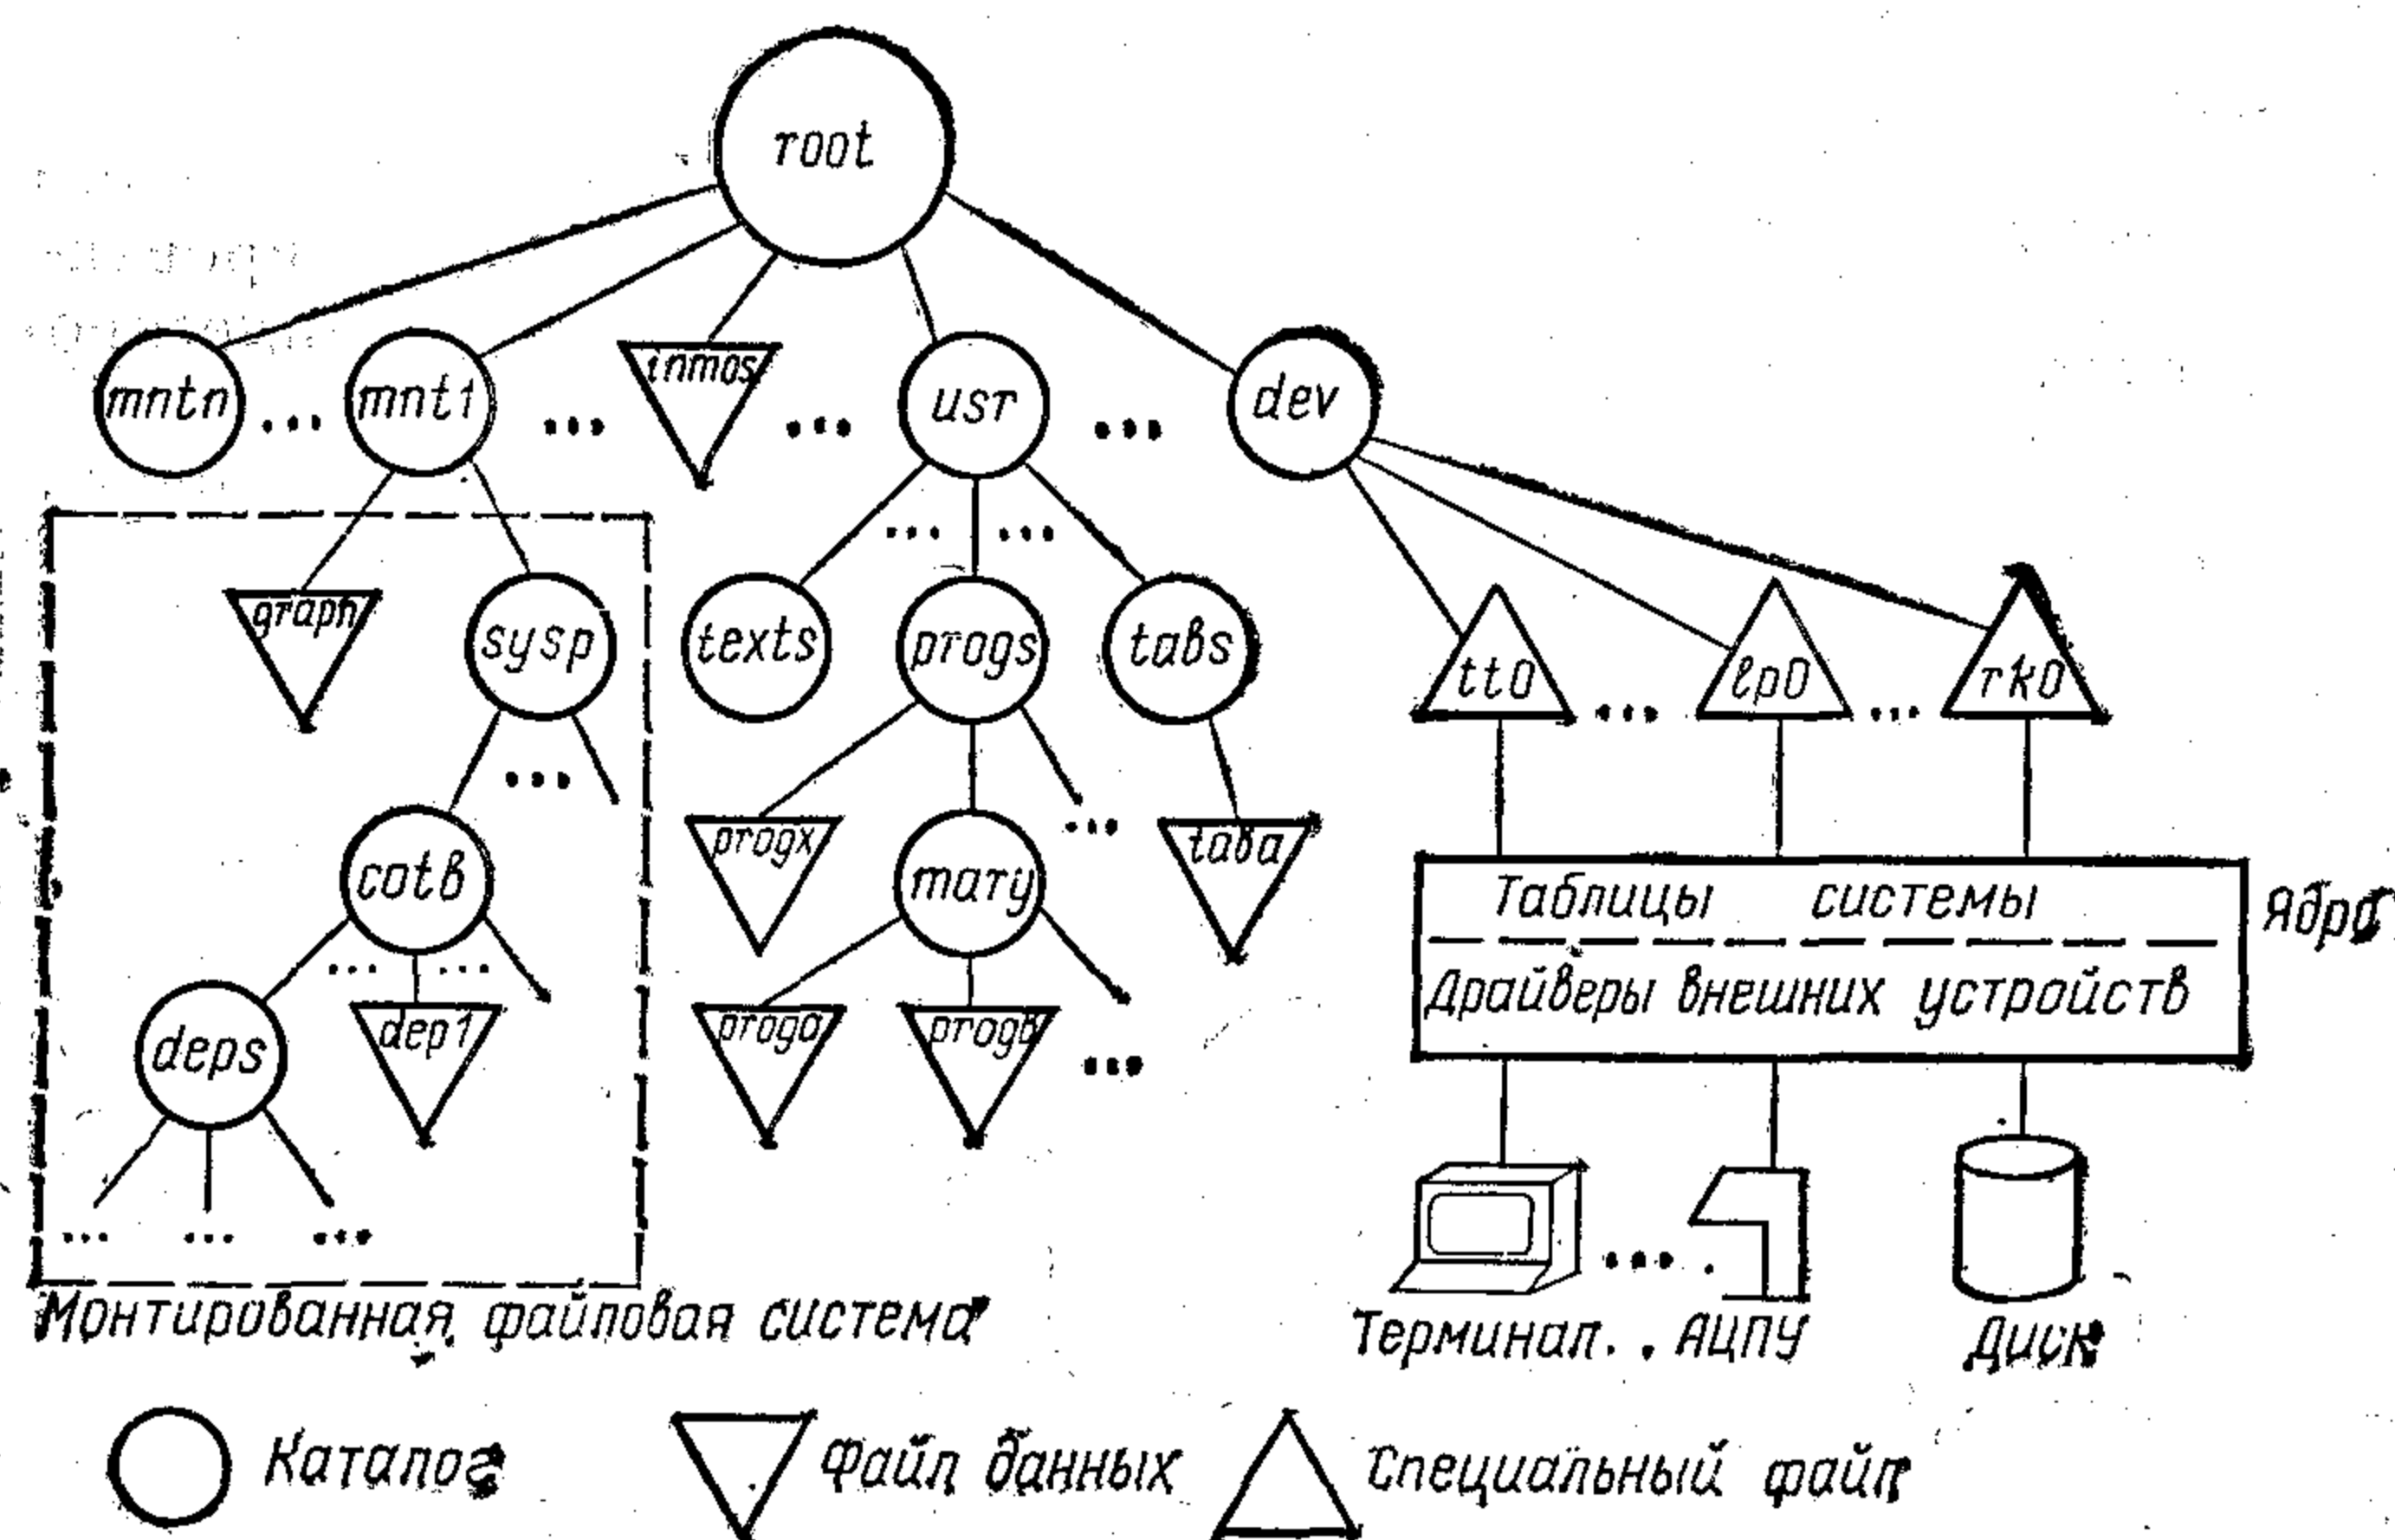 root
mntn ... mnt1 ... inmos ... usr ... dev
... ...
graph sysp texts progs tabs tt0 ... lp0 ... rk0
...
progx ... taba
cotb mary Таблицы системы Ядро
... ...
deps dep1 proga progb ... Драйверы внешних устройств
... ... ... ...
Монтированная файловая система Терминал . . АЦПУ Диск
Каталог Файл данных Специальный файл